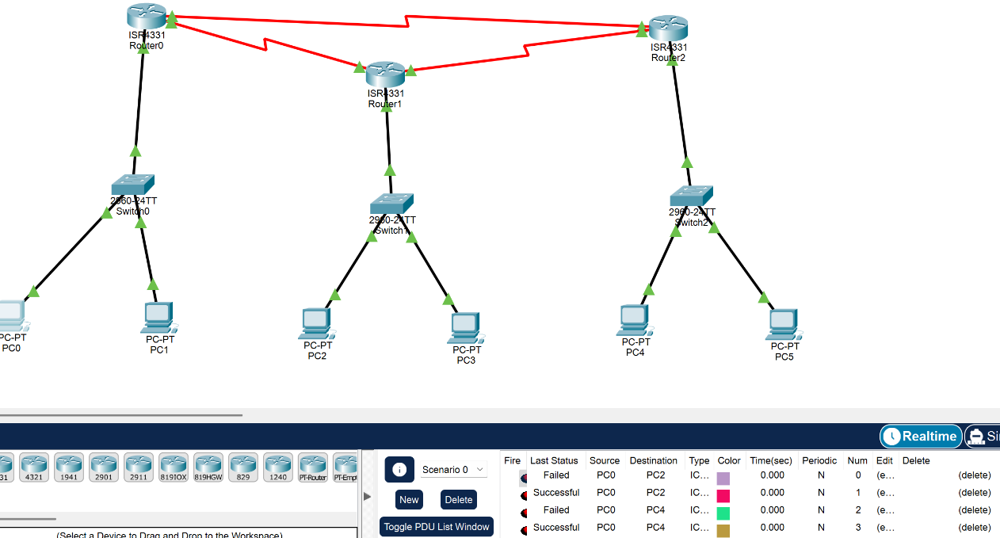 ISR4331
Router0
ISR4331
Router2
ISR4331
Router1
2960-24TT
Switch0
2960-24TT
Switch1
2960-24TT
Switch2
PC-PT
PC0
PC-PT
PC1
PC-PT
PC2
PC-PT
PC3
PC-PT
PC4
PC-PT
PC5
Realtime
31 4321 1941 2901 2911 819IOX 819HGW 829 1240 PT-Router PT-Empt
(Select a Device to Drag and Drop to the Workspace)
Scenario 0
New Delete
Toggle PDU List Window
Fire Last Status Source Destination Type Color Time(sec) Periodic Num Edit Delete
Failed PC0 PC2 IC... 0.000 N 0 (e... (delete)
Successful PC0 PC2 IC... 0.000 N 1 (e... (delete)
Failed PC0 PC4 IC... 0.000 N 2 (e... (delete)
Successful PC0 PC4 IC... 0.000 N 3 (e... (delete)